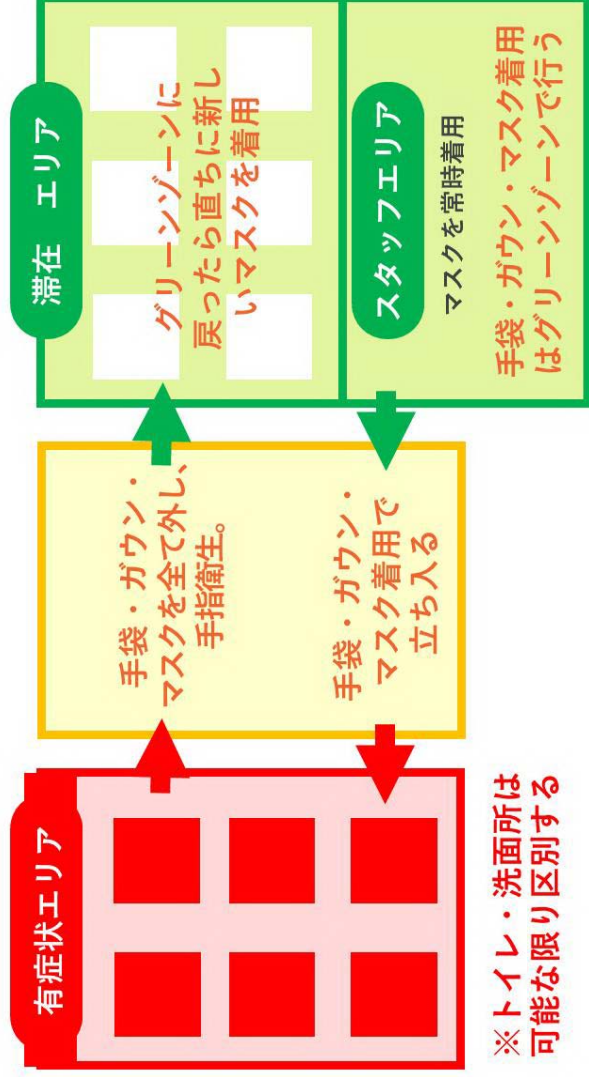 有症状エリア
※トイレ・洗面所は
可能な限り区別する
手袋・ガウン・
マスクを全て外し、
手指衛生。
手袋・ガウン・
マスク着用で
立ち入る
滞在 エリア
グリーンゾーンに
戻ったら直ちに新し
いマスクを着用
スタッフエリア
マスクを常時着用
手袋・ガウン・マスク着用
はグリーンゾーンで行う